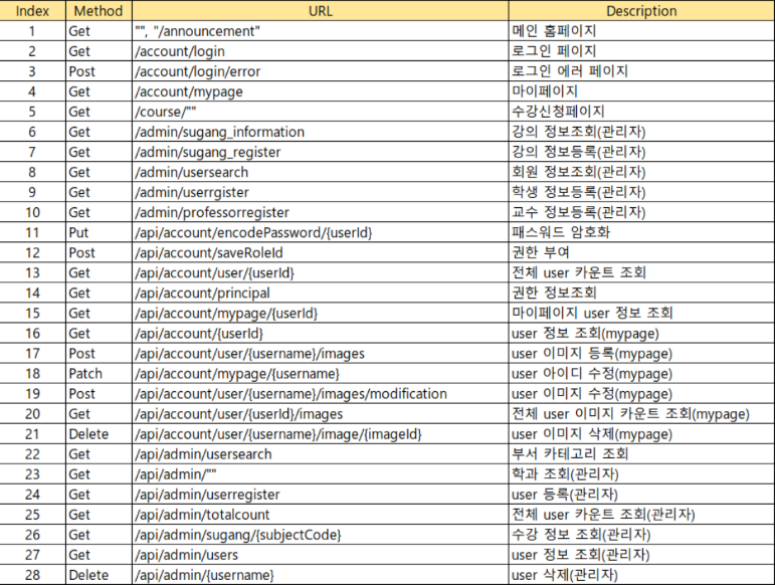 Index Method URL Description
1 Get "", "/announcement" 메인 홈페이지
2 Get /account/login 로그인 페이지
3 Post /account/login/error 로그인 에러 페이지
4 Get /account/mypage 마이페이지
5 Get /course/"" 수강신청페이지
6 Get /admin/sugang_information 강의 정보조회(관리자)
7 Get /admin/sugang_register 강의 정보등록(관리자)
8 Get /admin/usersearch 회원 정보조회(관리자)
9 Get /admin/userrgister 학생 정보등록(관리자)
10 Get /admin/professorregister 교수 정보등록(관리자)
11 Put /api/account/encodePassword/{userId} 패스워드 암호화
12 Post /api/account/saveRoleId 권한 부여
13 Get /api/account/user/{userId} 전체 user 카운트 조회
14 Get /api/account/principal 권한 정보조회
15 Get /api/account/mypage/{userId} 마이페이지 user 정보 조회
16 Get /api/account/{userId} user 정보 조회(mypage)
17 Post /api/account/user/{username}/images user 이미지 등록(mypage)
18 Patch /api/account/mypage/{username} user 아이디 수정(mypage)
19 Post /api/account/user/{username}/images/modification user 이미지 수정(mypage)
20 Get /api/account/user/{userId}/images 전체 user 이미지 카운트 조회(mypage)
21 Delete /api/account/user/{username}/image/{imageId} user 이미지 삭제(mypage)
22 Get /api/admin/usersearch 부서 카테고리 조회
23 Get /api/admin/"" 학과 조회(관리자)
24 Get /api/admin/userregister user 등록(관리자)
25 Get /api/admin/totalcount 전체 user 카운트 조회(관리자)
26 Get /api/admin/sugang/{subjectCode} 수강 정보 조회(관리자)
27 Get /api/admin/users user 정보 조회(관리자)
28 Delete /api/admin/{username} user 삭제(관리자)